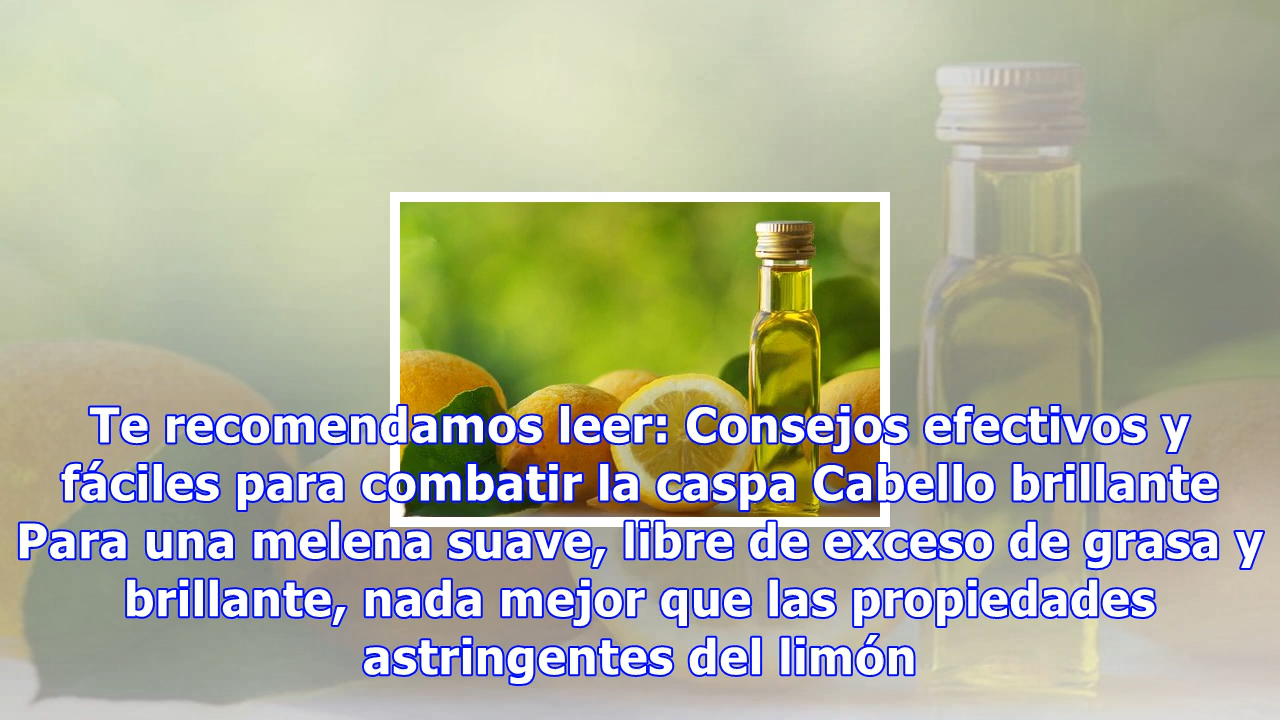 Te recomendamos leer: Consejos efectivos y
fáciles para combatir la caspa Cabello brillante
Para una melena suave, libre de exceso de grasa y
brillante, nada mejor que las propiedades
astringentes del limón